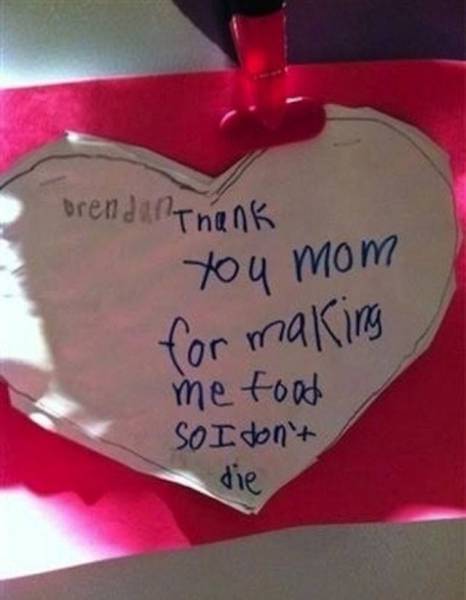 brendan Thank
you mom
for making
me food
so I don't
die